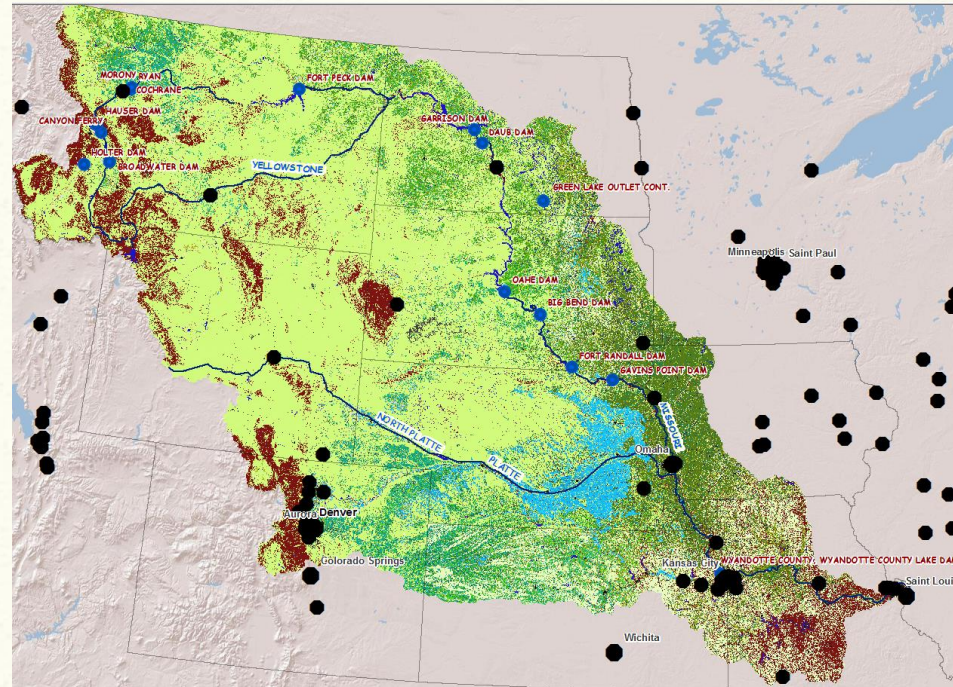 MORONY RYAN
COCHRANE
FORT PECK DAM
HAUSER DAM
CANYON FERRY
GARRISON DAM
DAUB DAM
HOLTER DAM
BROADWATER DAM
YELLOWSTONE
GREEN LAKE OUTLET CONT.
Minneapolis
Saint Paul
OAHE DAM
BIG BEND DAM
FORT RANDALL DAM
GAVINS POINT DAM
NORTH PLATTE
PLATTE
MISSOURI
Omaha
Aurora
Denver
Colorado Springs
Kansas City
WYANDOTTE COUNTY; WYANDOTTE COUNTY LAKE DAM
Saint Loui
Wichita